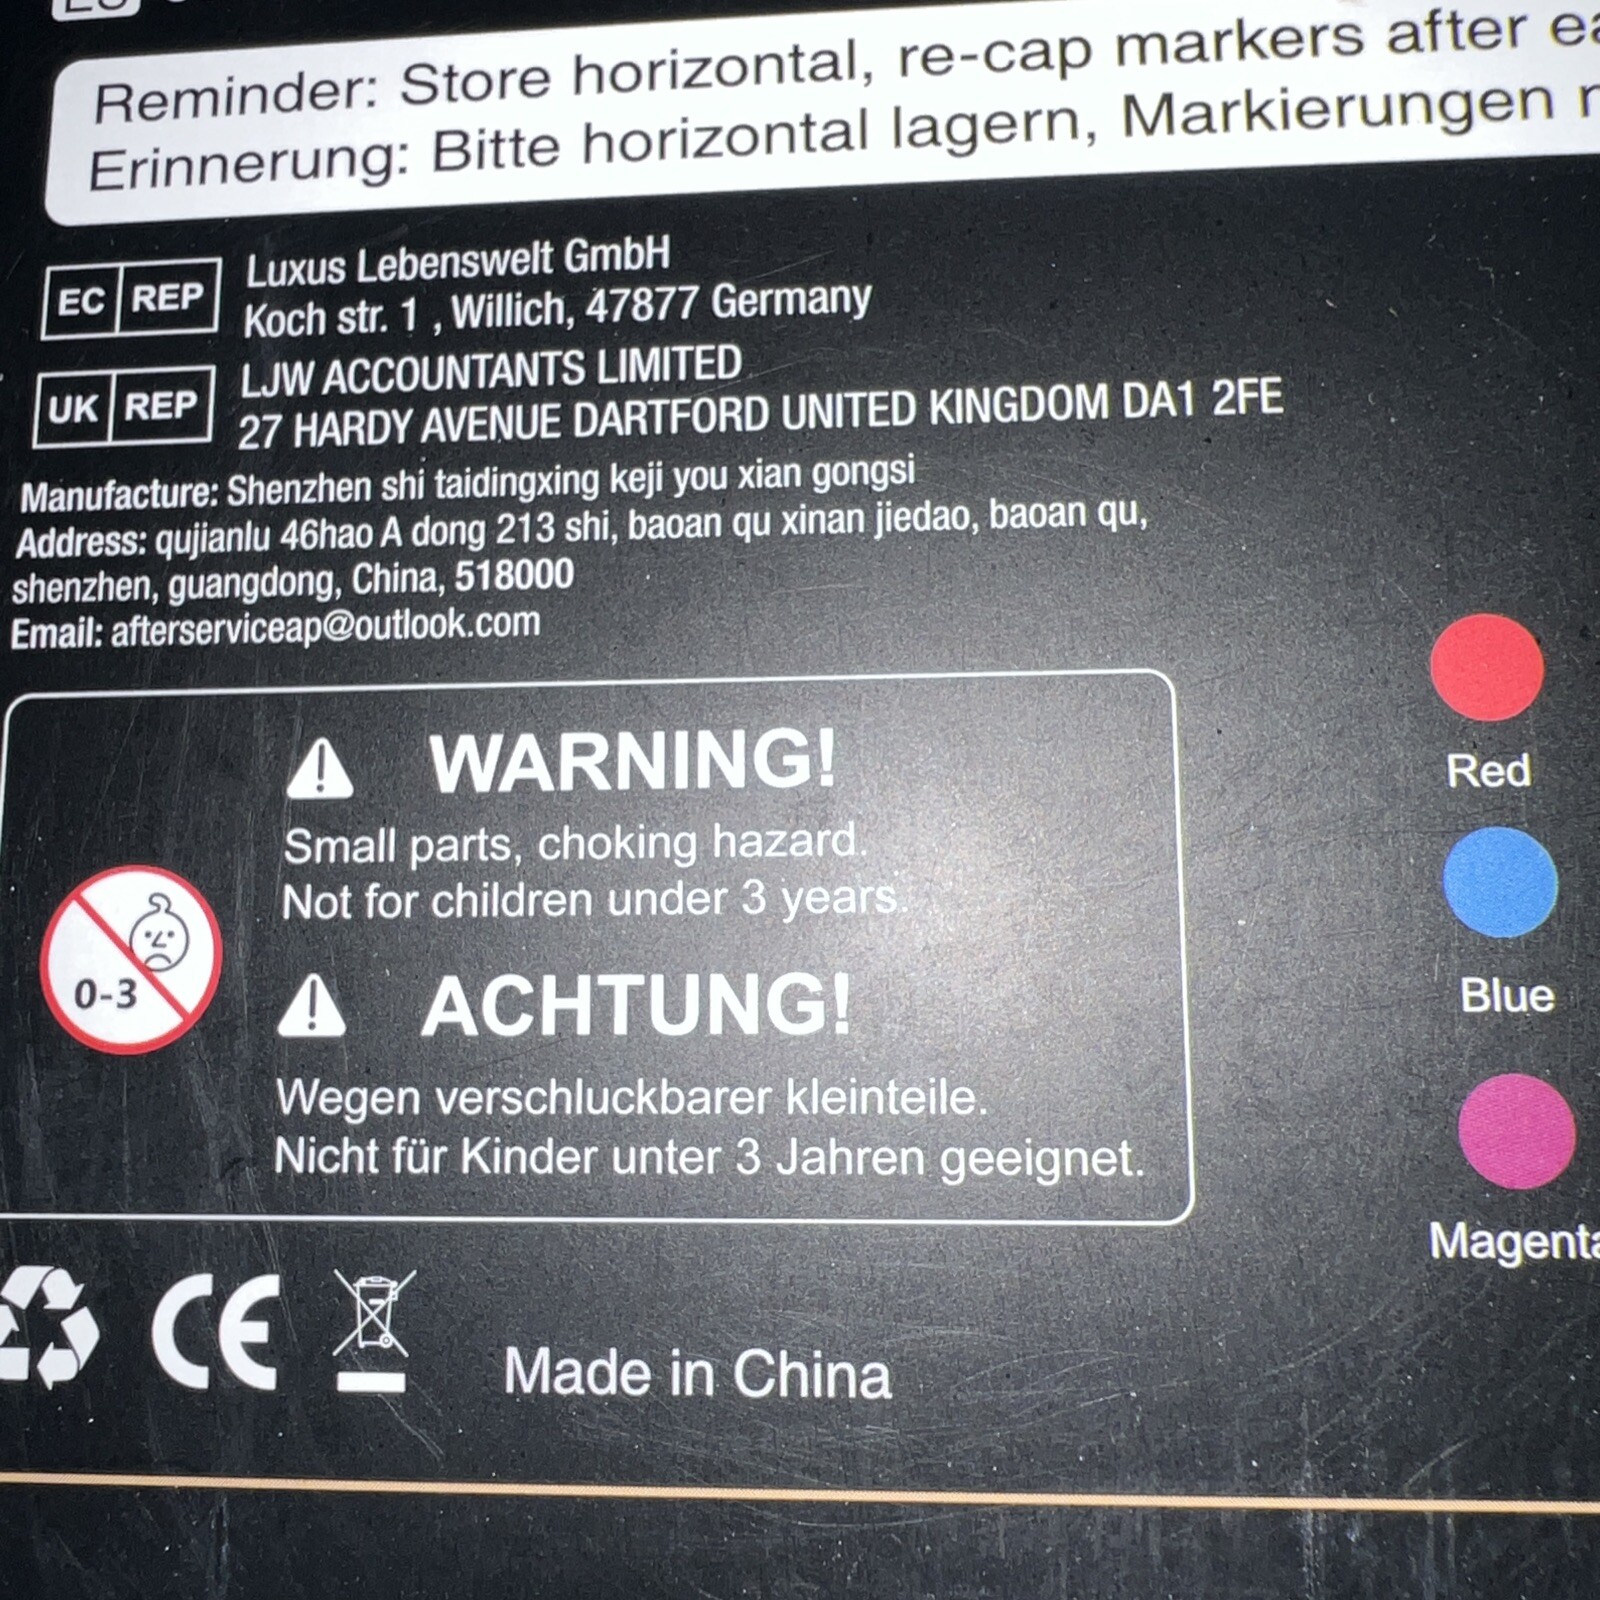 Reminder: Store horizontal, re-cap markers after
Erinnerung: Bitte horizontal lagern, Markierungen
EC REP
Luxus Lebenswelt GmbH
Koch str. 1 , Willich, 47877 Germany
UK REP
LJW ACCOUNTANTS LIMITED
27 HARDY AVENUE DARTFORD UNITED KINGDOM DA1 2FE
Manufacture: Shenzhen shi taidingxing keji you xian gongsi
Address: qujianlu 46hao A dong 213 shi, baoan qu xinan jiedao, baoan qu,
shenzhen, guangdong, China, 518000
Email: afterserviceap@outlook.com
WARNING!
Small parts, choking hazard.
Not for children under 3 years.
0-3
ACHTUNG!
Wegen verschluckbarer kleinteile.
Nicht für Kinder unter 3 Jahren geeignet.
CE
Made in China
Red
Blue
Magenta